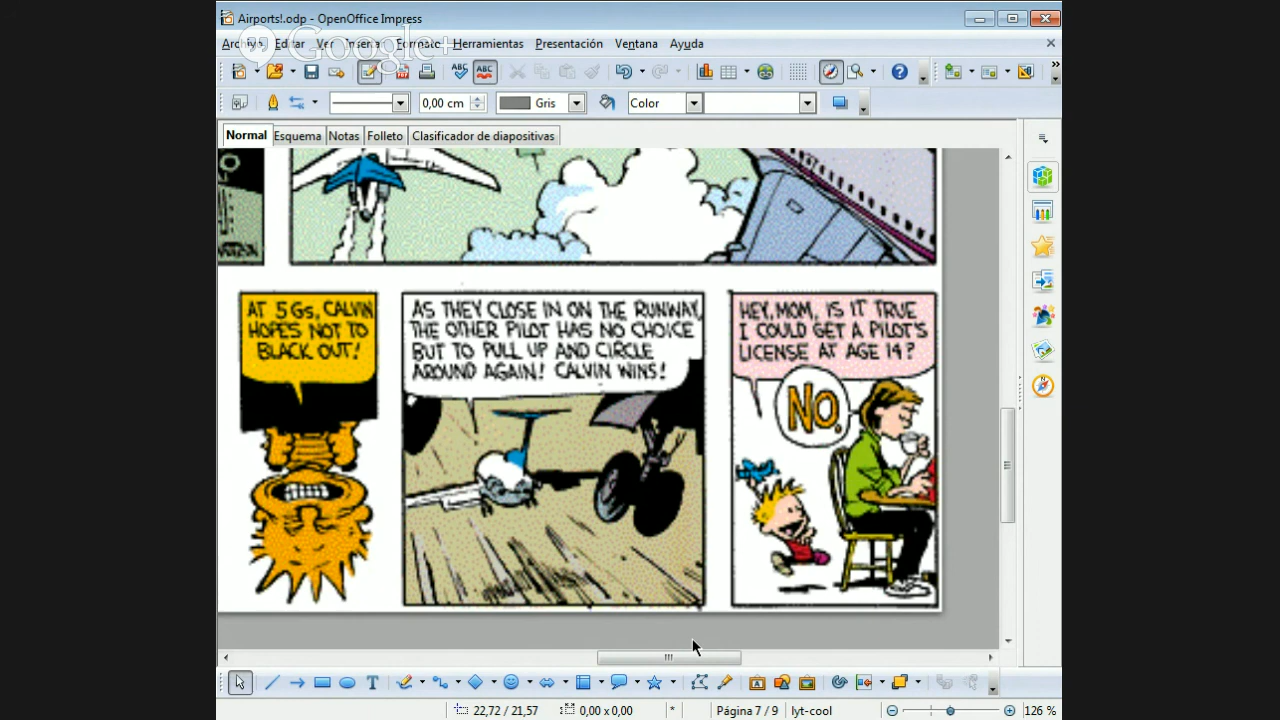 Airports!.odp - OpenOffice Impress
Google+
Archivo Editar Ver Insertar Formato Herramientas Presentación Ventana Ayuda
0,00 cm Gris Color
Normal Esquema Notas Folleto Clasificador de diapositivas
AT 5 Gs, CALVIN
HOPES NOT TO
BLACK OUT!
AS THEY CLOSE IN ON THE RUNWAY,
THE OTHER PILOT HAS NO CHOICE
BUT TO PULL UP AND CIRCLE
AROUND AGAIN! CALVIN WINS!
HEY, MOM, IS IT TRUE
I COULD GET A PILOT'S
LICENSE AT AGE 14?
NO.
22,72 / 21,57 0,00 x 0,00 * Página 7 / 9 lyt-cool 126 %